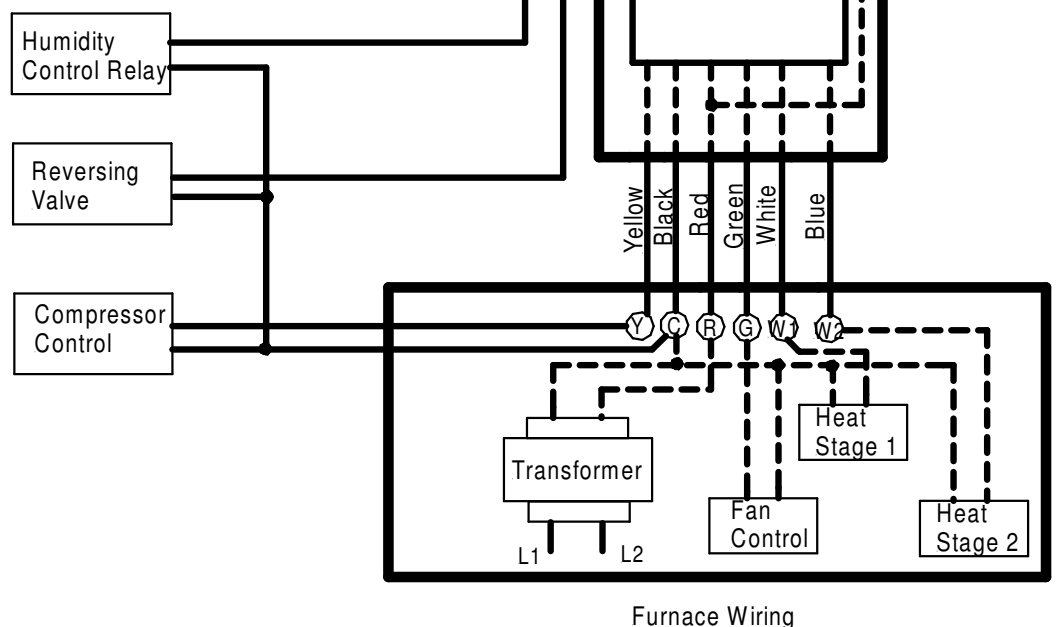 Humidity
Control Relay
Reversing
Valve
Yellow
Black
Red
Green
White
Blue
Compressor
Control
Y
C
R
G
W1
W2
Heat
Stage 1
Transformer
Fan
Control
Heat
Stage 2
L1
L2
Furnace Wiring